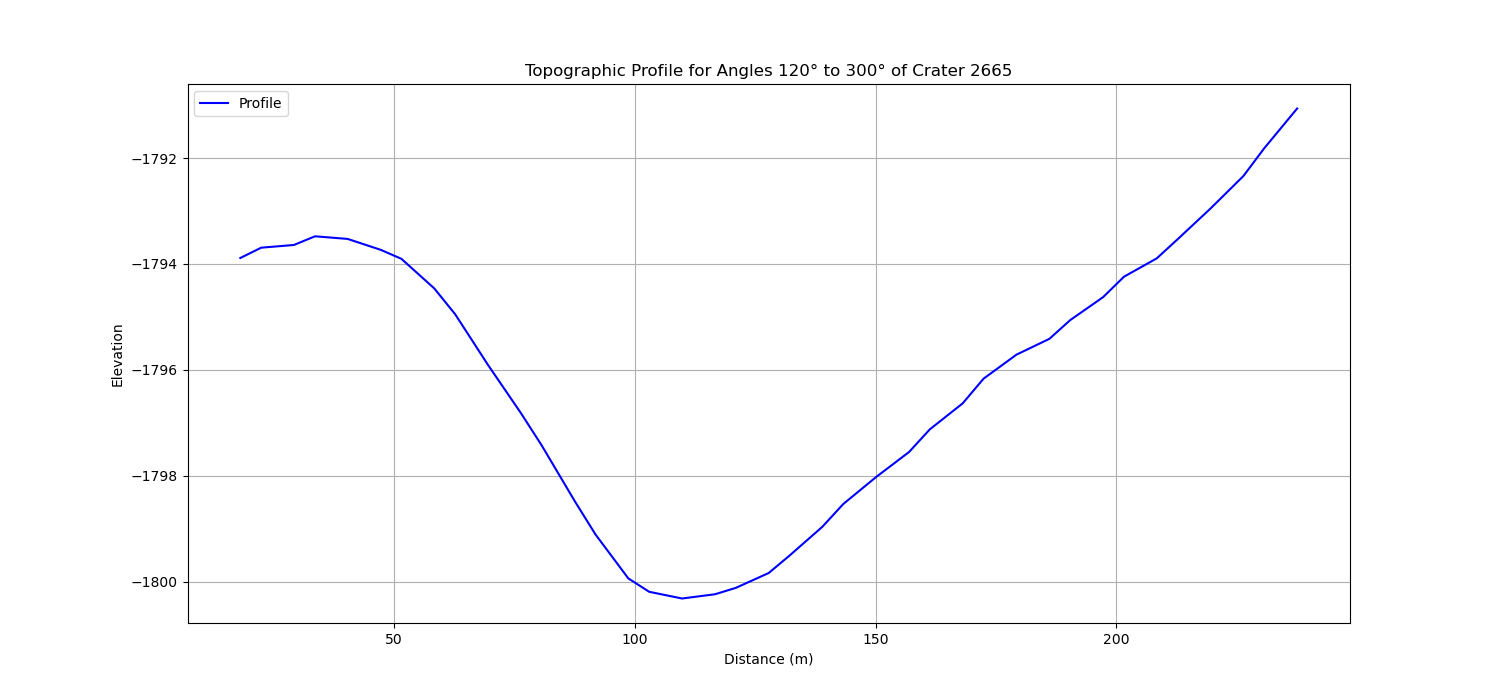 Topographic Profile for Angles 120° to 300° of Crater 2665
Profile
Elevation
−1792
−1794
−1796
−1798
−1800
50
100
150
200
Distance (m)